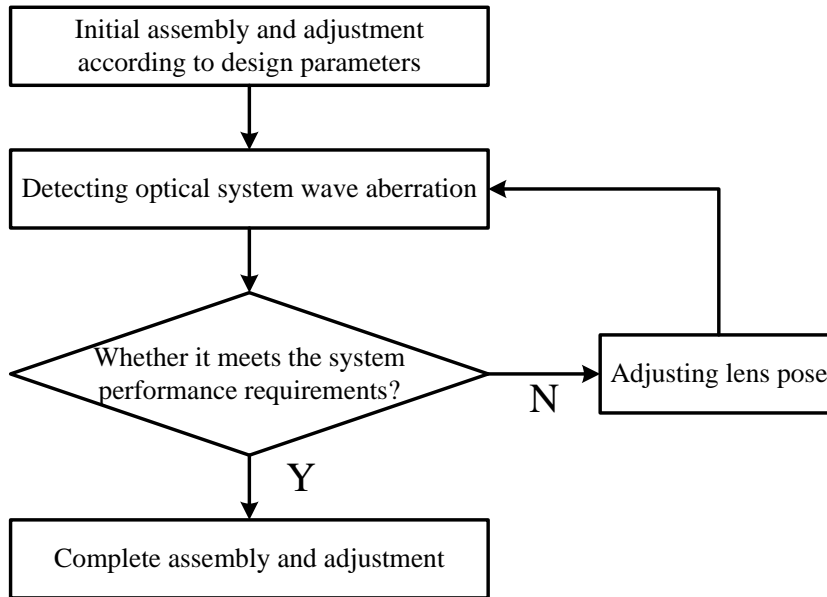 Initial assembly and adjustment
according to design parameters
Detecting optical system wave aberration
Whether it meets the system
performance requirements?
N
Adjusting lens pose
Y
Complete assembly and adjustment